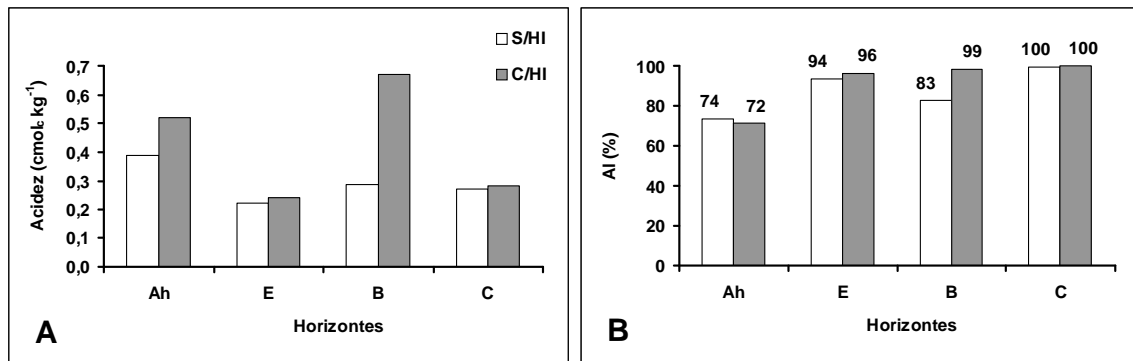 S/HI
C/HI
Acidez (cmolc kg-1)
0,7
0,6
0,5
0,4
0,3
0,2
0,1
0,0
Ah E B C
Horizontes
A
Al (%)
100
80
60
40
20
0
74 72 94 96 83 99 100 100
Ah E B C
Horizontes
B